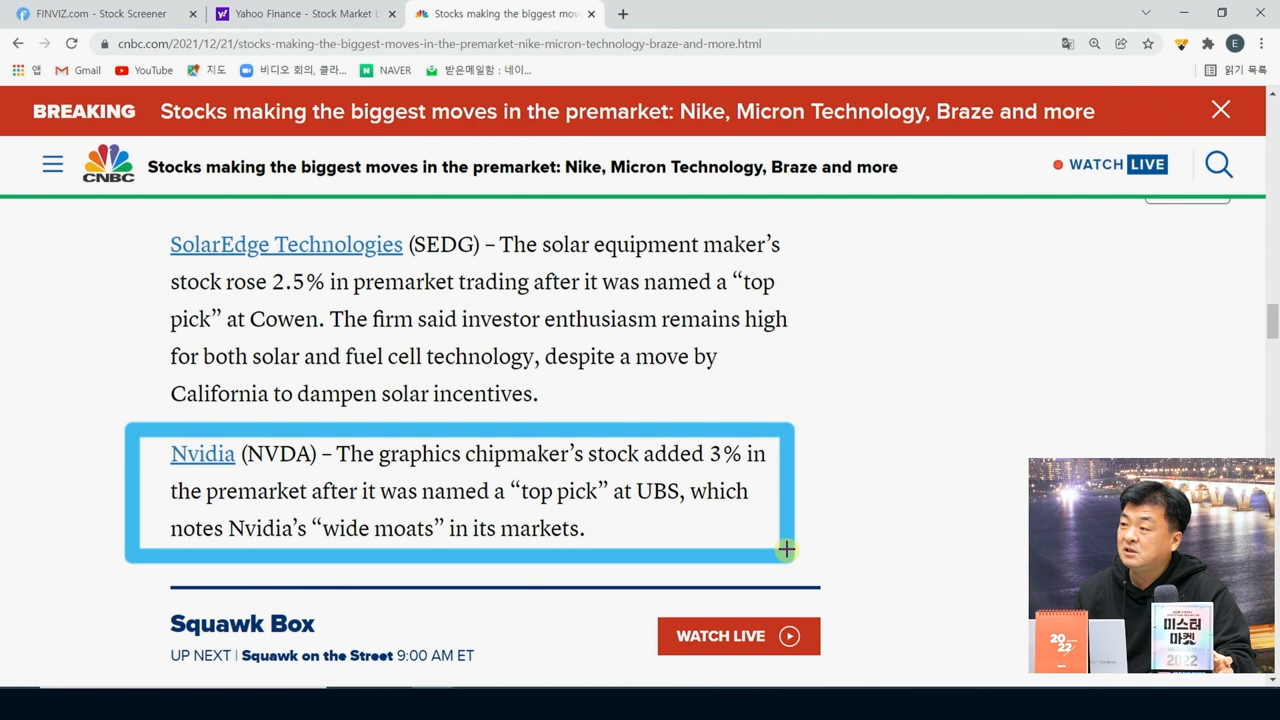 FINVIZ.com - Stock Screener
Yahoo Finance - Stock Market
Stocks making the biggest mov
cnbc.com/2021/12/21/stocks-making-the-biggest-moves-in-the-premarket-nike-micron-technology-braze-and-more.html
E
앱
Gmail
YouTube
지도
비디오 회의, 클라...
NAVER
받은메일함 : 네이...
읽기 목록
BREAKING Stocks making the biggest moves in the premarket: Nike, Micron Technology, Braze and more
CNBC
Stocks making the biggest moves in the premarket: Nike, Micron Technology, Braze and more
WATCH LIVE
SolarEdge Technologies (SEDG) – The solar equipment maker’s
stock rose 2.5% in premarket trading after it was named a “top
pick” at Cowen. The firm said investor enthusiasm remains high
for both solar and fuel cell technology, despite a move by
California to dampen solar incentives.
Nvidia (NVDA) – The graphics chipmaker’s stock added 3% in
the premarket after it was named a “top pick” at UBS, which
notes Nvidia’s “wide moats” in its markets.
Squawk Box
UP NEXT | Squawk on the Street 9:00 AM ET
WATCH LIVE
20
22
미스터
마켓
2022